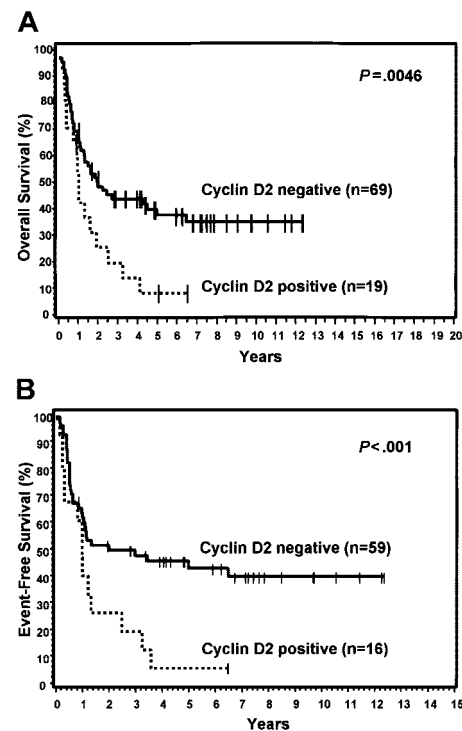 A
P=.0046
100
90
80
70
60
50
40
30
20
10
0
Overall Survival (%)
Cyclin D2 negative (n=69)
Cyclin D2 positive (n=19)
0 1 2 3 4 5 6 7 8 9 10 11 12 13 14 15 16 17 18 19 20
Years
B
P<.001
100
90
80
70
60
50
40
30
20
10
0
Event-Free Survival (%)
Cyclin D2 negative (n=59)
Cyclin D2 positive (n=16)
0 1 2 3 4 5 6 7 8 9 10 11 12 13 14 15
Years